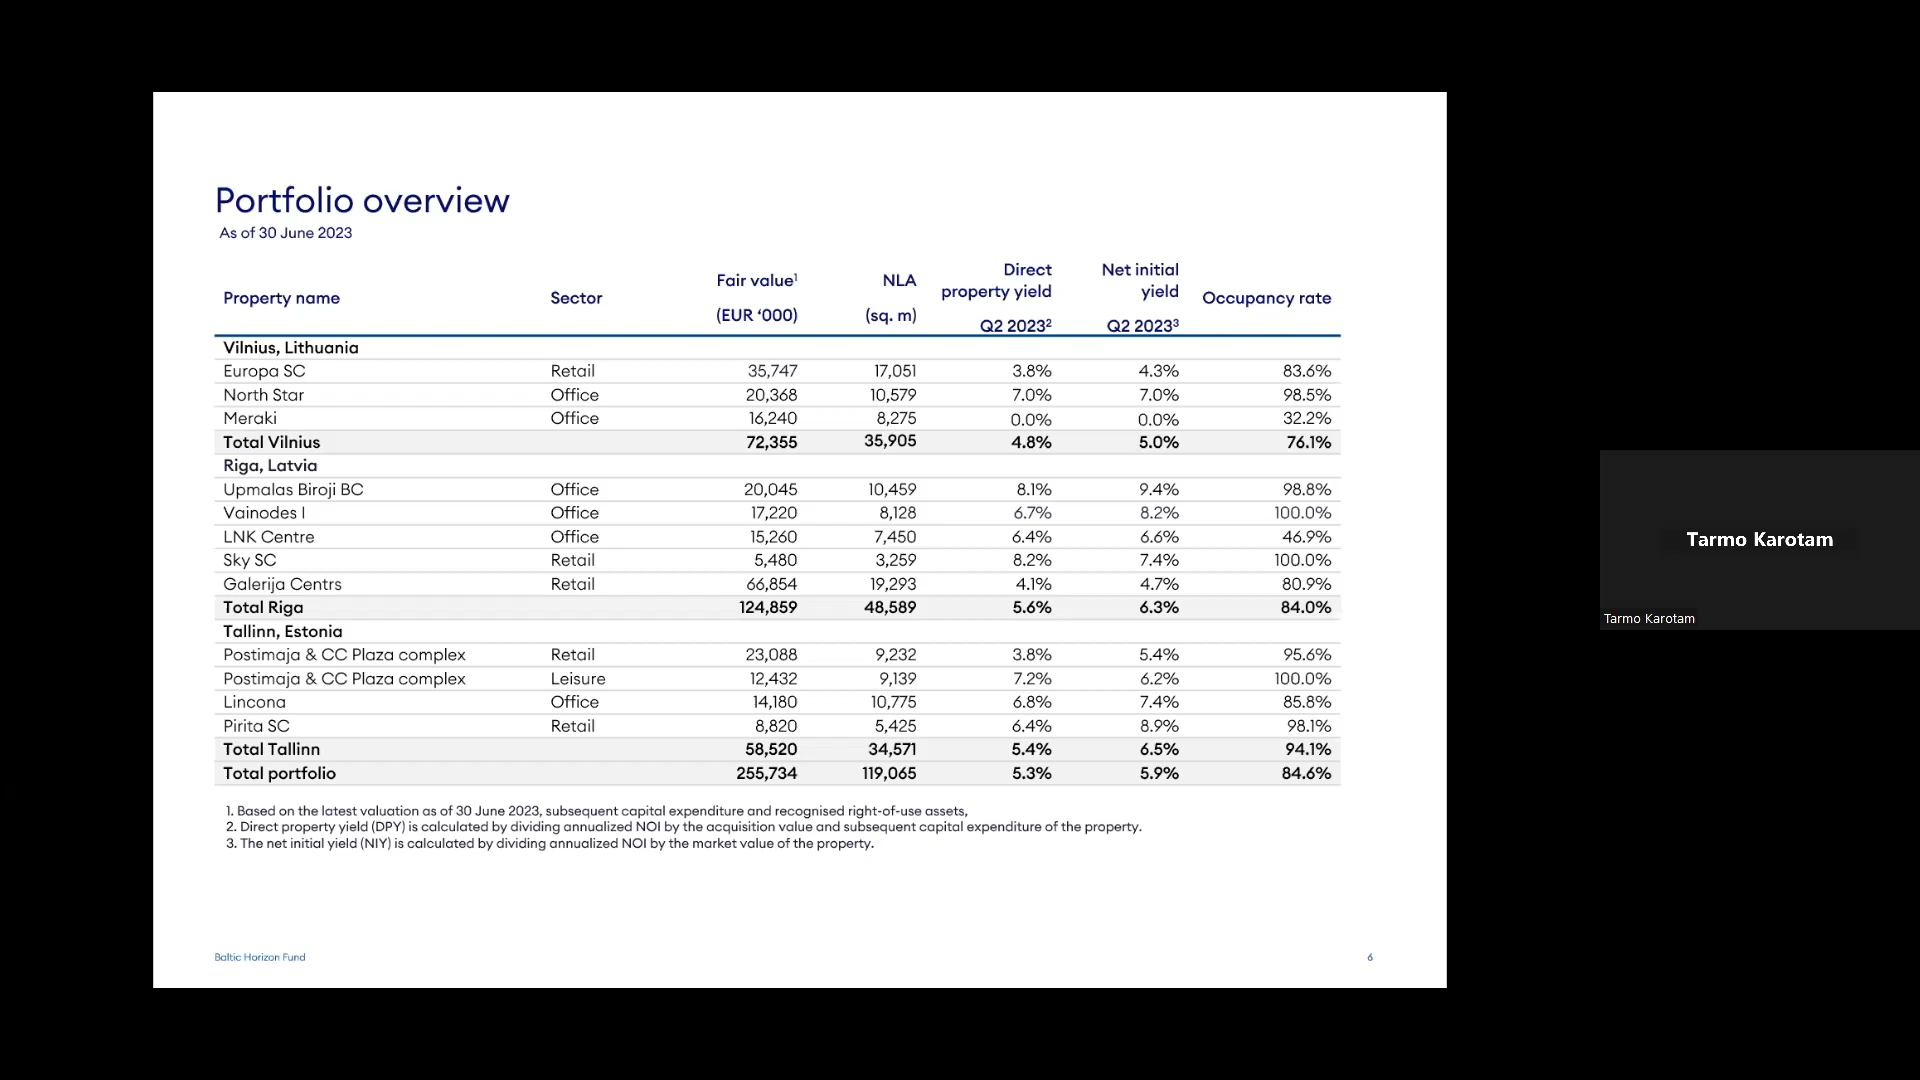 Portfolio overview
As of 30 June 2023
Property name Sector Fair value¹ (EUR ‘000) NLA (sq. m) Direct property yield Q2 2023² Net initial yield Q2 2023³ Occupancy rate
Vilnius, Lithuania
Europa SC Retail 35,747 17,051 3.8% 4.3% 83.6%
North Star Office 20,368 10,579 7.0% 7.0% 98.5%
Meraki Office 16,240 8,275 0.0% 0.0% 32.2%
Total Vilnius 72,355 35,905 4.8% 5.0% 76.1%
Riga, Latvia
Upmalas Biroji BC Office 20,045 10,459 8.1% 9.4% 98.8%
Vainodes I Office 17,220 8,128 6.7% 8.2% 100.0%
LNK Centre Office 15,260 7,450 6.4% 6.6% 46.9%
Sky SC Retail 5,480 3,259 8.2% 7.4% 100.0%
Galerija Centrs Retail 66,854 19,293 4.1% 4.7% 80.9%
Total Riga 124,859 48,589 5.6% 6.3% 84.0%
Tallinn, Estonia
Postimaja & CC Plaza complex Retail 23,088 9,232 3.8% 5.4% 95.6%
Postimaja & CC Plaza complex Leisure 12,432 9,139 7.2% 6.2% 100.0%
Lincona Office 14,180 10,775 6.8% 7.4% 85.8%
Pirita SC Retail 8,820 5,425 6.4% 8.9% 98.1%
Total Tallinn 58,520 34,571 5.4% 6.5% 94.1%
Total portfolio 255,734 119,065 5.3% 5.9% 84.6%
1. Based on the latest valuation as of 30 June 2023, subsequent capital expenditure and recognised right-of-use assets,
2. Direct property yield (DPY) is calculated by dividing annualized NOI by the acquisition value and subsequent capital expenditure of the property.
3. The net initial yield (NIY) is calculated by dividing annualized NOI by the market value of the property.
Baltic Horizon Fund
6
Tarmo Karotam
Tarmo Karotam